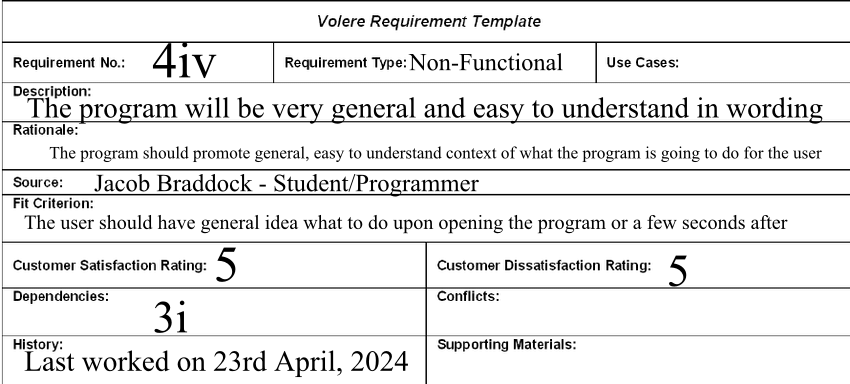 Volere Requirement Template
Requirement No.: 4iv Requirement Type: Non-Functional Use Cases:
Description:
The program will be very general and easy to understand in wording
Rationale:
The program should promote general, easy to understand context of what the program is going to do for the user
Source: Jacob Braddock - Student/Programmer
Fit Criterion:
The user should have general idea what to do upon opening the program or a few seconds after
Customer Satisfaction Rating: 5 Customer Dissatisfaction Rating: 5
Dependencies: Conflicts:
3i
History: Supporting Materials:
Last worked on 23rd April, 2024